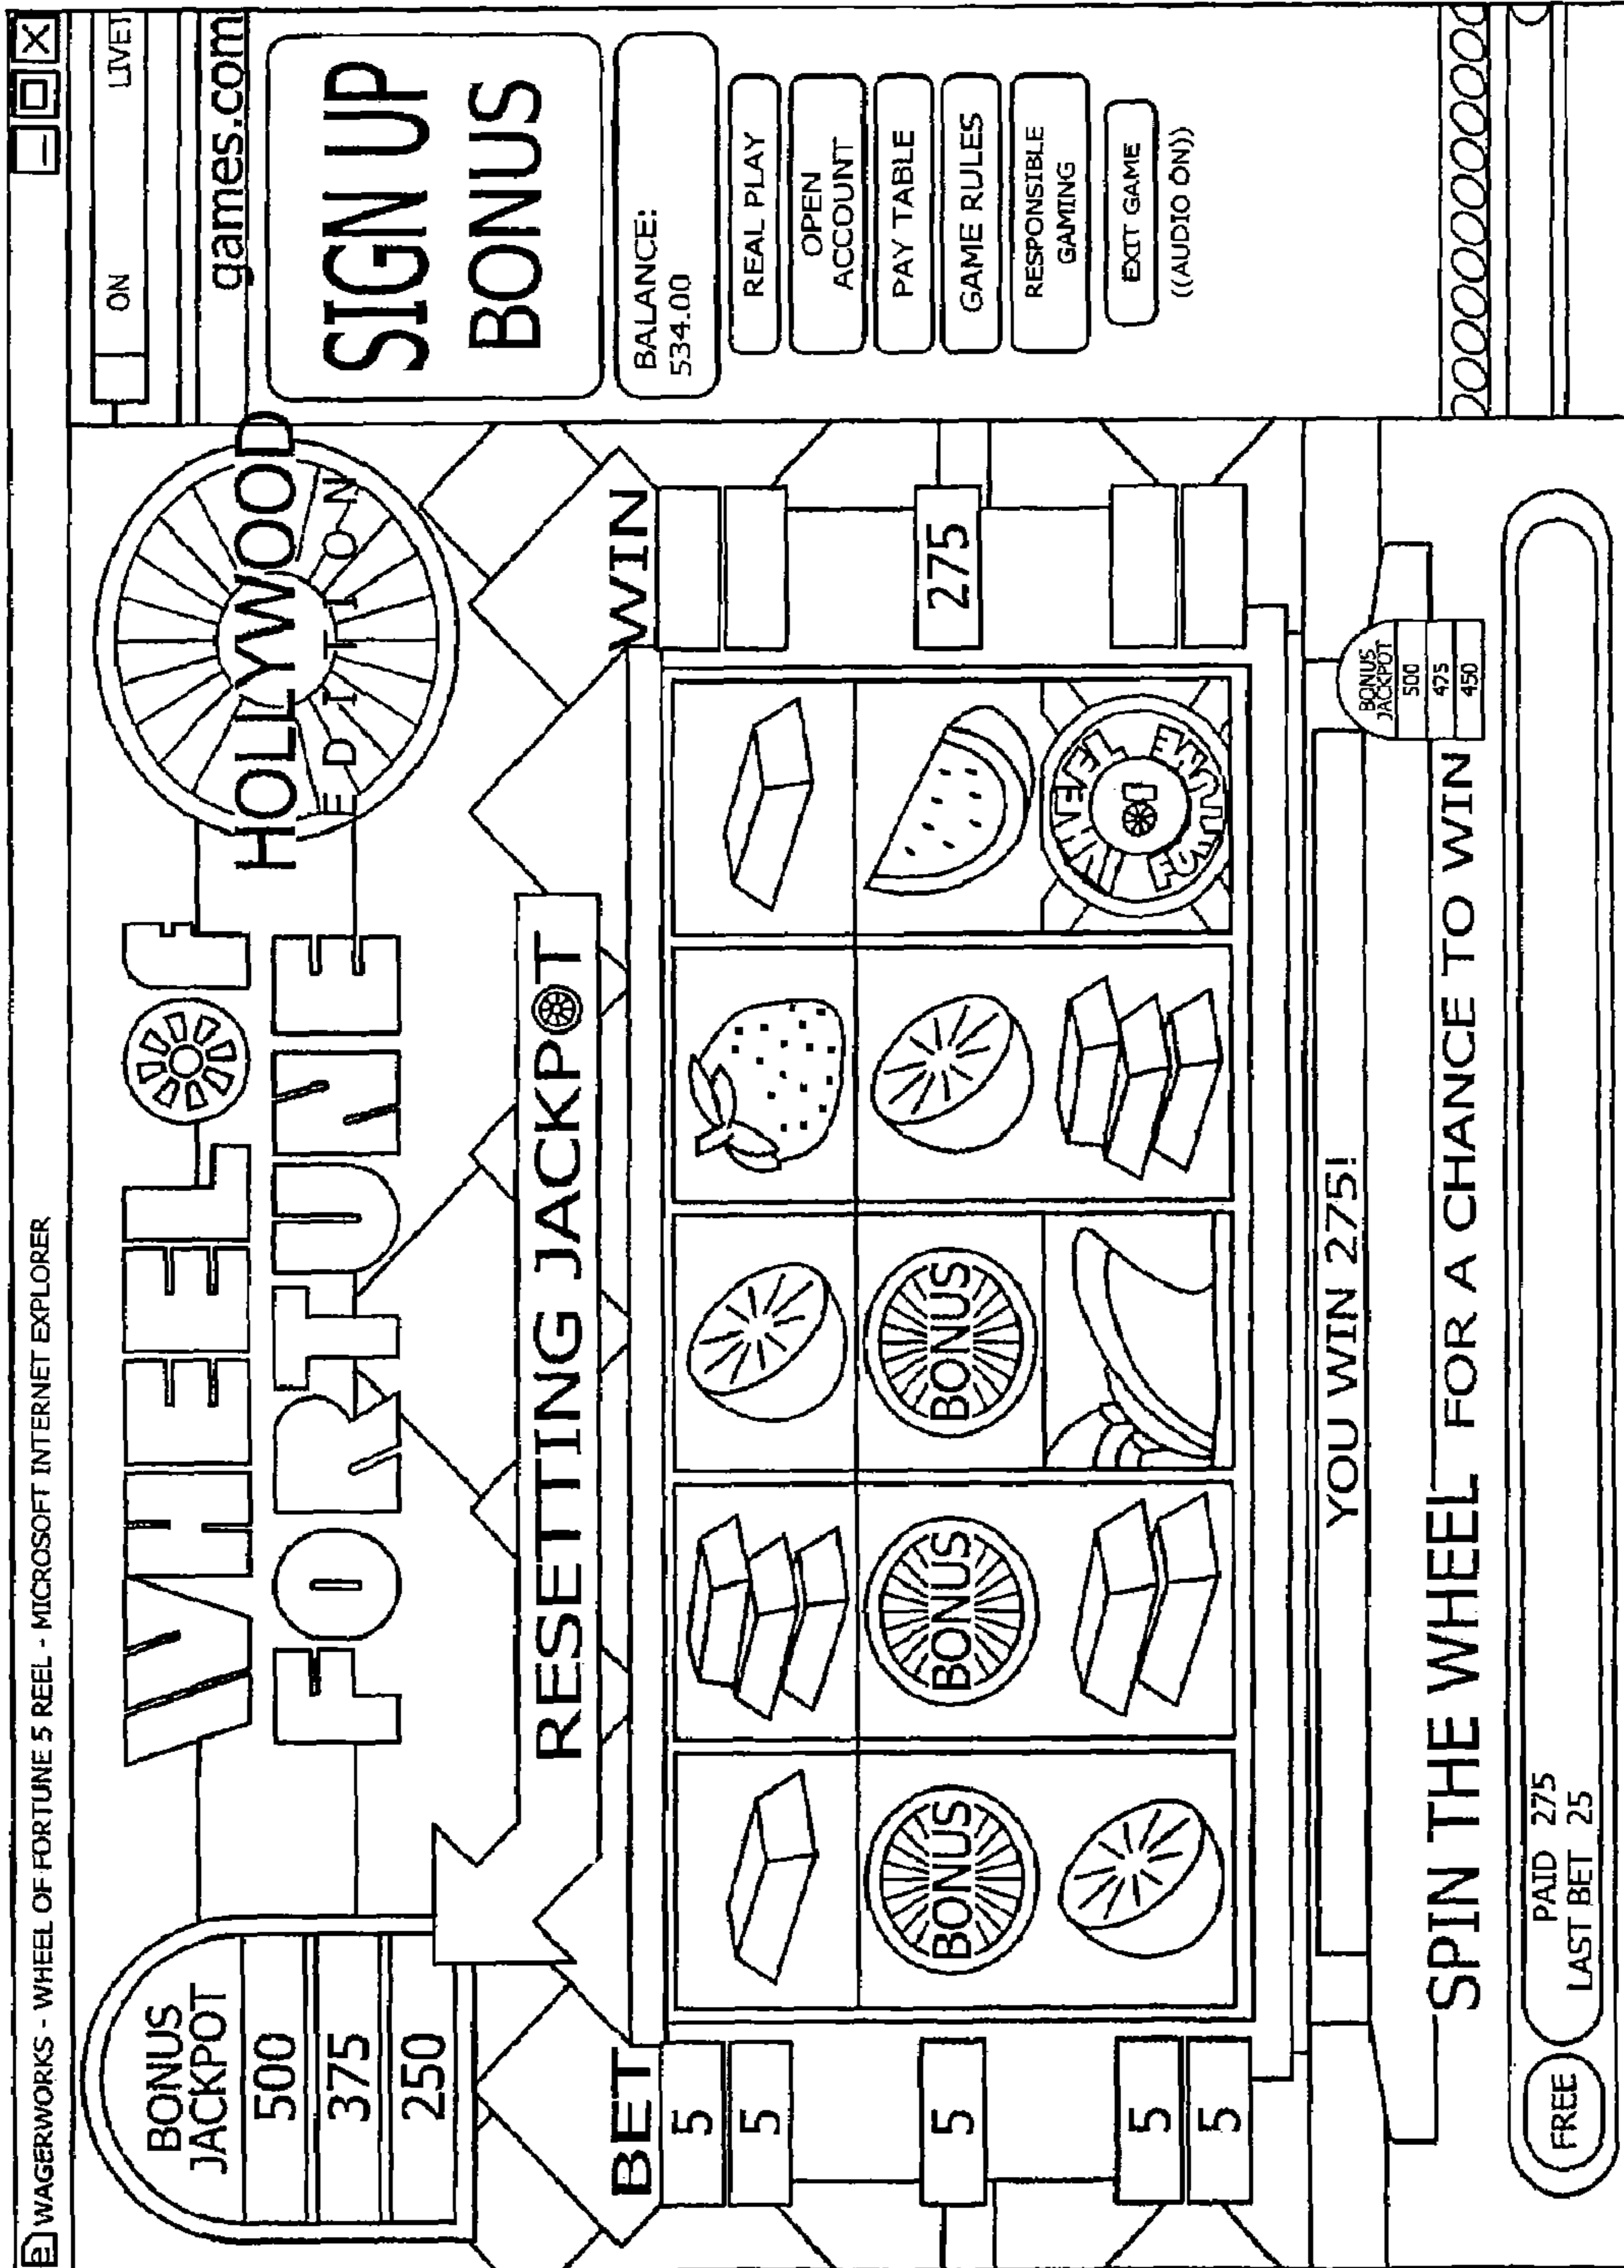 WAGERWORKS - WHEEL OF FORTUNE 5 REEL - MICROSOFT INTERNET EXPLORER
ON LIVE!
games.com
BONUS
JACKPOT
500
375
250
WHEEL OF
FORTUNE
HOLLYWOOD
EDITION
RESETTING JACKPOT
SIGN UP
BONUS
BALANCE:
534.00
REAL PLAY
OPEN
ACCOUNT
PAY TABLE
GAME RULES
RESPONSIBLE
GAMING
EXIT GAME
((AUDIO ON))
BET
WIN
5
5
BONUS BONUS BONUS
5
275
5
5
WHEEL
FORTUNE
YOU WIN 275!
BONUS
JACKPOT
500
475
450
SPIN THE WHEEL FOR A CHANCE TO WIN
FREE
PAID 275
LAST BET 25